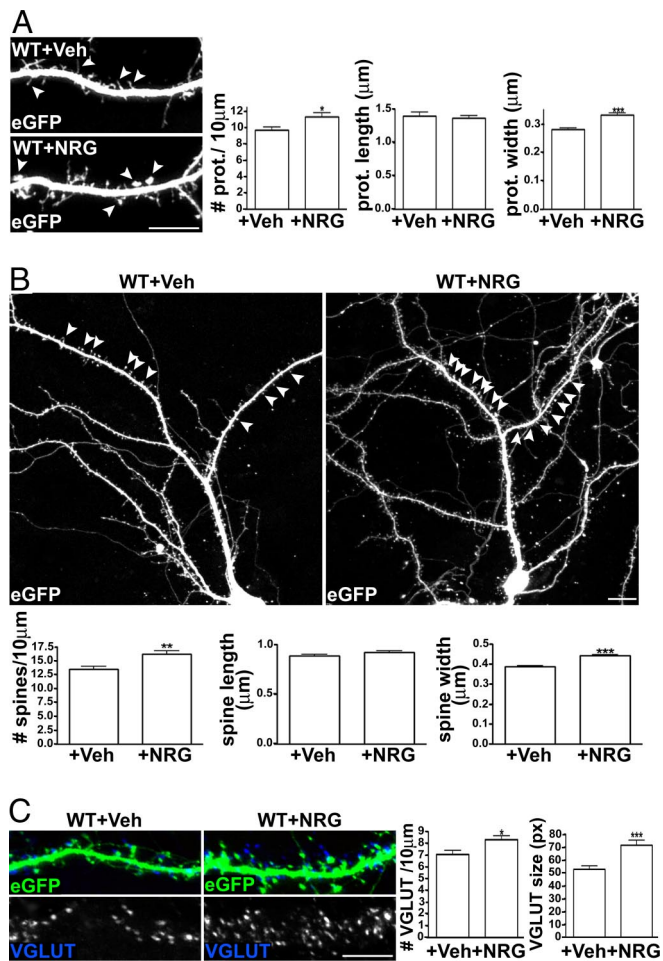 A
WT+Veh
eGFP
WT+NRG
eGFP
# prot./ 10μm
12
10
8
6
4
2
0
*
+Veh +NRG
prot. length (μm)
1.5
1.0
0.5
0.0
+Veh +NRG
prot. width (μm)
0.3
0.2
0.1
0.0
***
+Veh +NRG
B
WT+Veh
WT+NRG
eGFP
eGFP
# spines/10μm
17.5
15.0
12.5
10.0
7.5
5.0
2.5
0.0
**
+Veh +NRG
spine length (μm)
1.0
0.5
0.0
+Veh +NRG
spine width (μm)
0.5
0.4
0.3
0.2
0.1
0.0
***
+Veh +NRG
C
WT+Veh
WT+NRG
eGFP
eGFP
VGLUT
VGLUT
# VGLUT /10μm
9
8
7
6
5
4
3
2
1
0
*
+Veh+NRG
VGLUT size (px)
80
70
60
50
40
30
20
10
0
***
+Veh+NRG